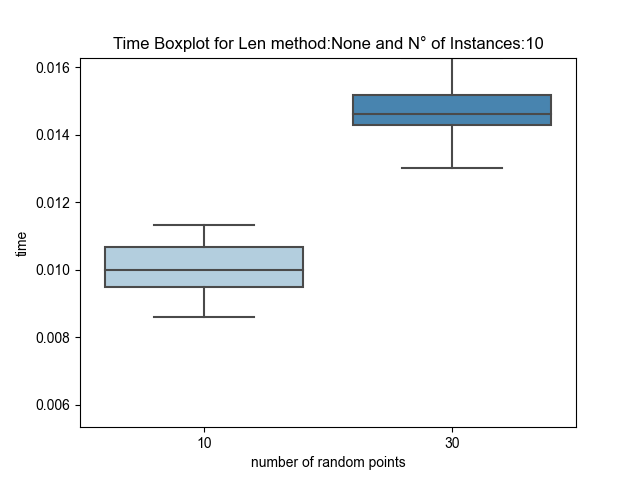 Time Boxplot for Len method:None and N° of Instances:10
0.016
0.014
0.012
0.010
0.008
0.006
time
10
30
number of random points